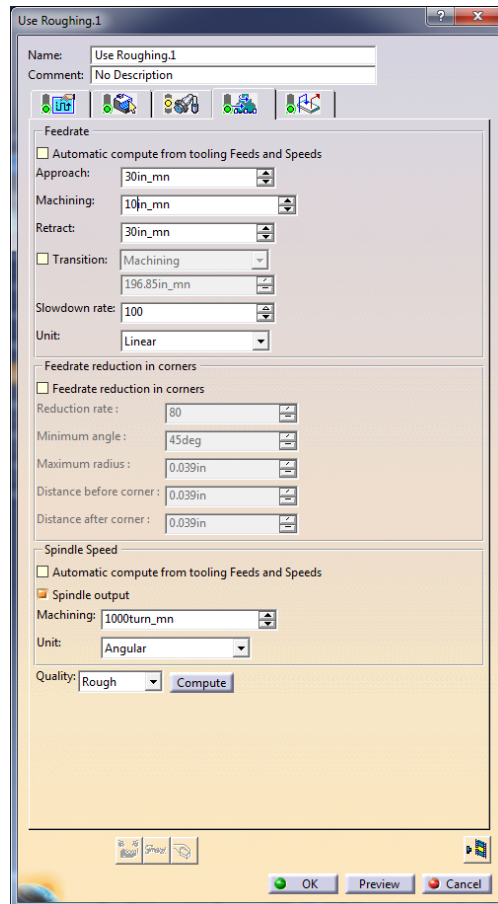 Use Roughing.1
Name: Use Roughing.1
Comment: No Description
Feedrate
Automatic compute from tooling Feeds and Speeds
Approach: 30in_mn
Machining: 10in_mn
Retract: 30in_mn
Transition: Machining
196.85in_mn
Slowdown rate: 100
Unit: Linear
Feedrate reduction in corners
Feedrate reduction in corners
Reduction rate : 80
Minimum angle : 45deg
Maximum radius : 0.039in
Distance before corner : 0.039in
Distance after corner : 0.039in
Spindle Speed
Automatic compute from tooling Feeds and Speeds
Spindle output
Machining: 1000turn_mn
Unit: Angular
Quality: Rough Compute
OK Preview Cancel